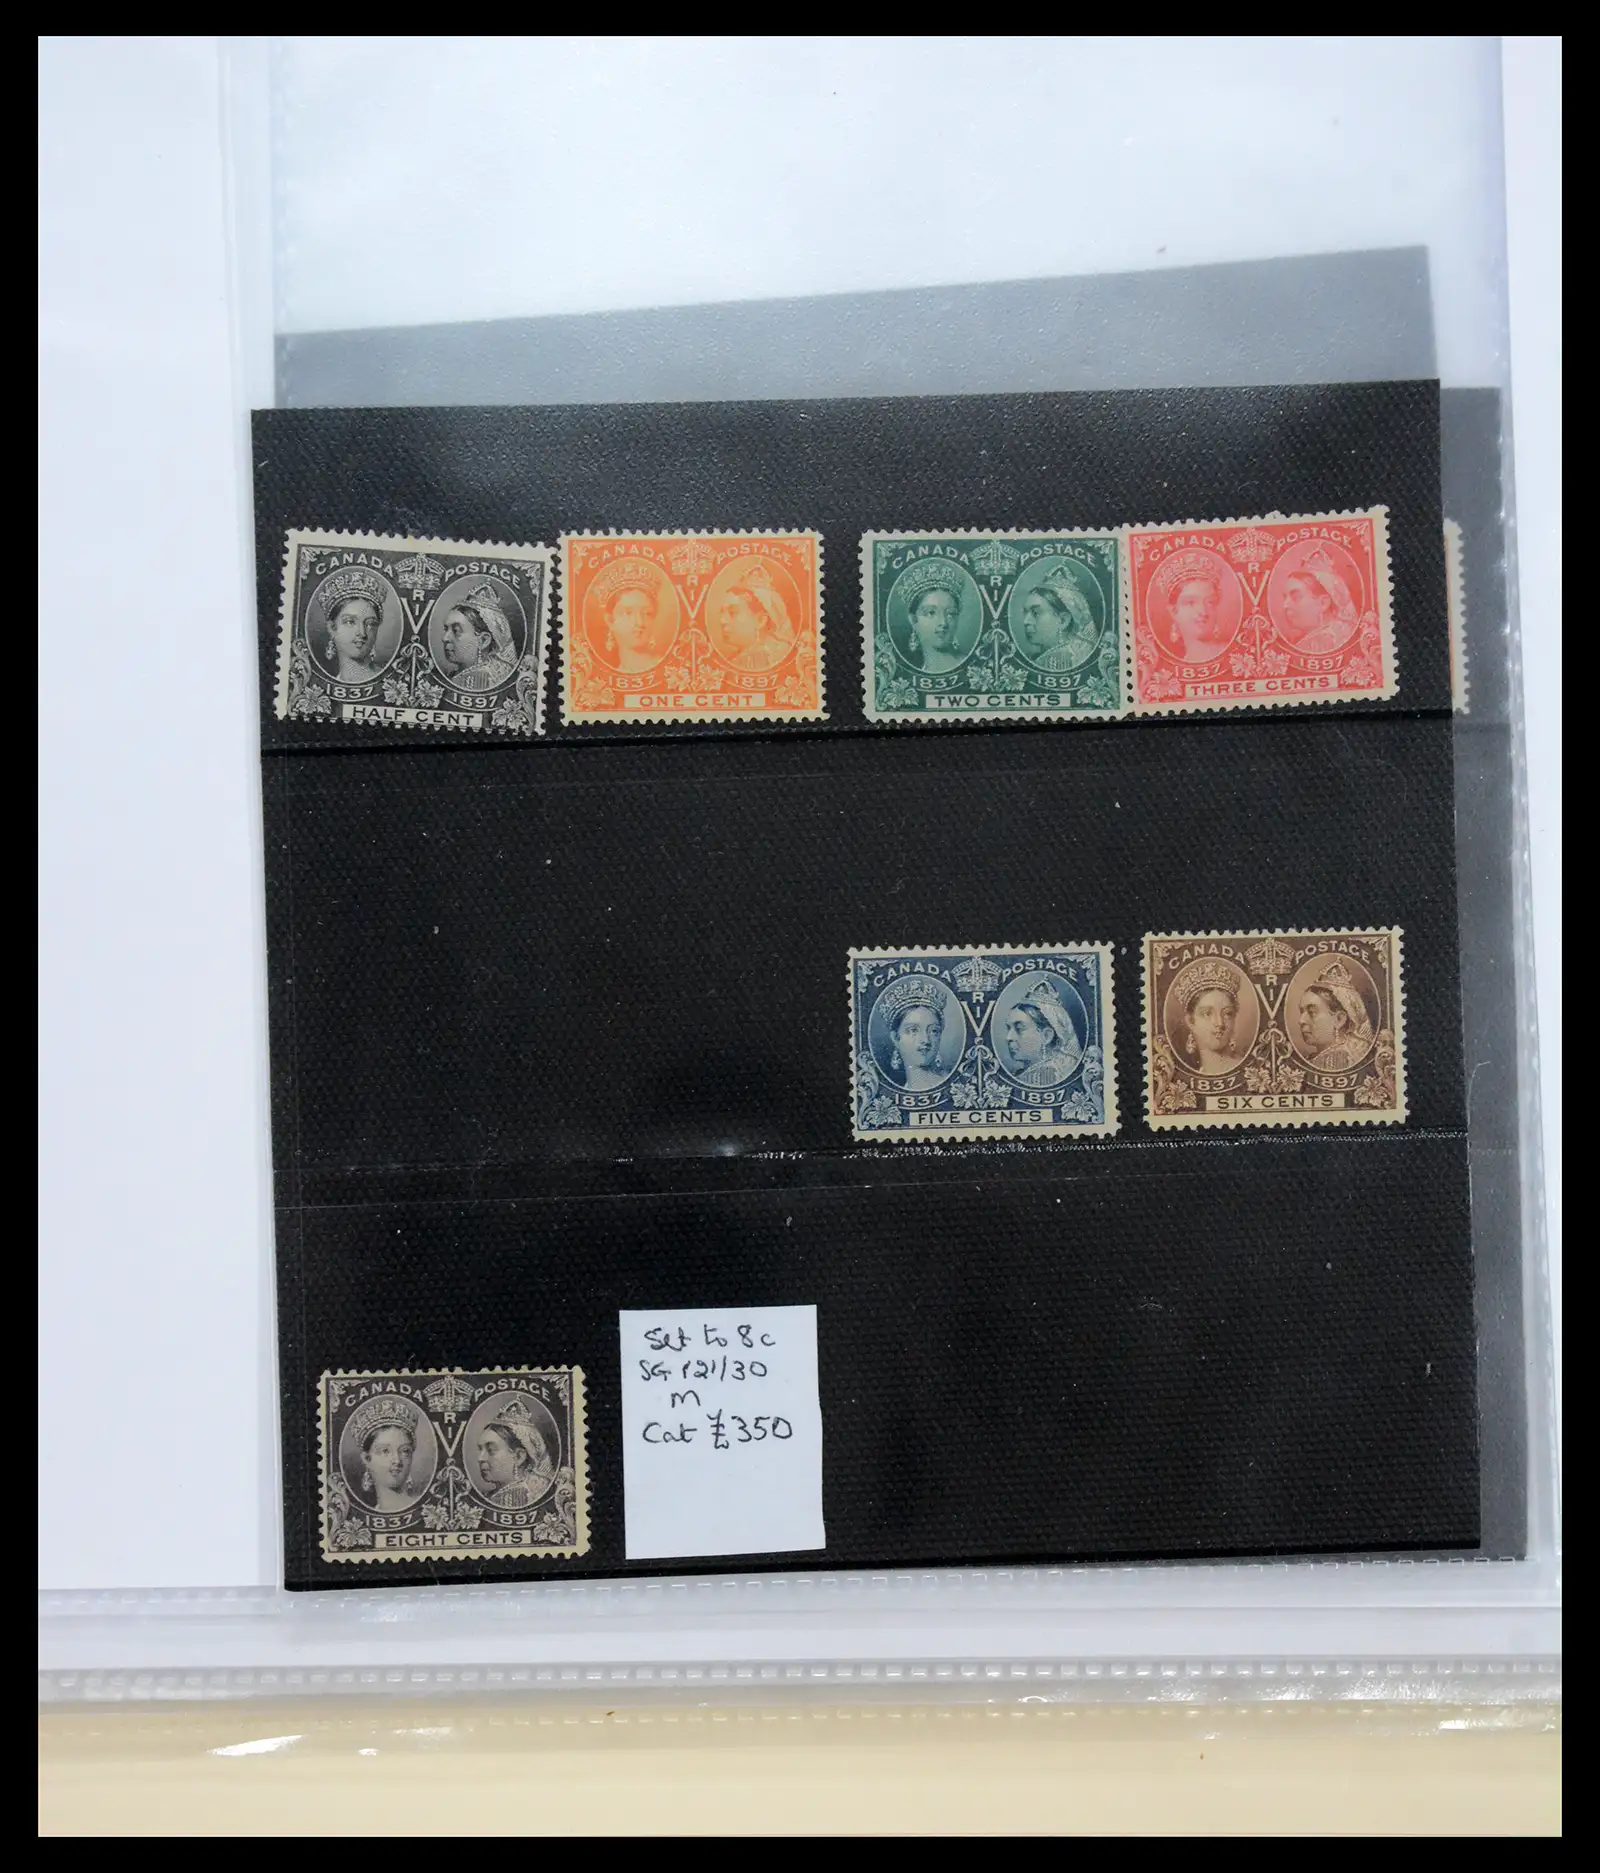 CANADA POSTAGE
R I
V
1837 1897
HALF CENT
CANADA POSTAGE
R I
V
1837 1897
ONE CENT
CANADA POSTAGE
R I
V
1837 1897
TWO CENTS
CANADA POSTAGE
R I
V
1837 1897
THREE CENTS
CANADA POSTAGE
R I
V
1837 1897
FIVE CENTS
CANADA POSTAGE
R I
V
1837 1897
SIX CENTS
CANADA POSTAGE
R I
V
1837 1897
EIGHT CENTS
Set to 8c
SG 121/30
M
Cat £350